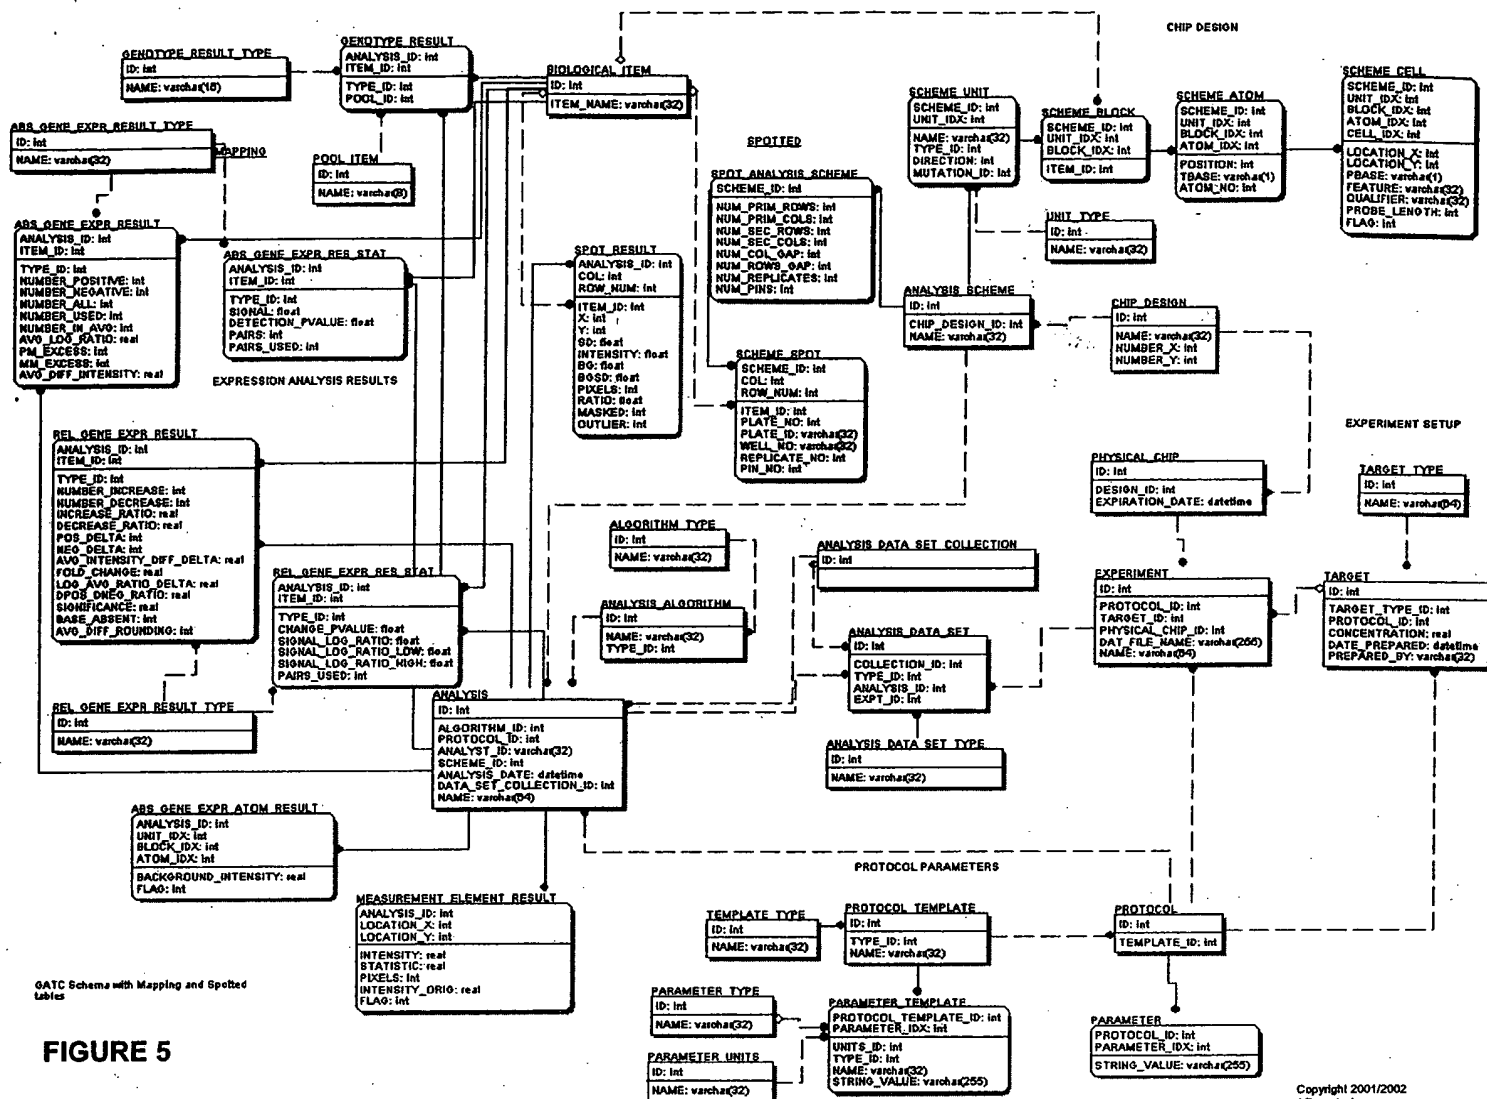 CHIP DESIGN
GENOTYPE_RESULT_TYPE
ID: int
NAME: varchar(16)
GENOTYPE_RESULT
ANALYSIS_ID: int
ITEM_ID: int
TYPE_ID: int
POOL_ID: int
BIOLOGICAL_ITEM
ID: int
ITEM_NAME: varchar(32)
SCHEME_UNIT
SCHEME_ID: int
UNIT_IDX: int
NAME: varchar(32)
TYPE_ID: int
DIRECTION: int
MUTATION_ID: int
SCHEME_BLOCK
SCHEME_ID: int
UNIT_IDX: int
BLOCK_IDX: int
ITEM_ID: int
SCHEME_ATOM
SCHEME_ID: int
UNIT_IDX: int
BLOCK_IDX: int
ATOM_IDX: int
POSITION: int
TBASE: varchar(1)
ATOM_NO: int
SCHEME_CELL
SCHEME_ID: int
UNIT_IDX: int
BLOCK_IDX: int
ATOM_IDX: int
CELL_IDX: int
LOCATION_X: int
LOCATION_Y: int
PBASE: varchar(1)
FEATURE: varchar(32)
QUALIFIER: varchar(32)
PROBE_LENGTH: int
FLAG: int
ABS_GENE_EXPR_RESULT_TYPE
ID: int
NAME: varchar(32)
MAPPING
POOL_ITEM
ID: int
NAME: varchar(8)
SPOTTED
SPOT_ANALYSIS_SCHEME
SCHEME_ID: int
NUM_PRIM_ROWS: int
NUM_PRIM_COLS: int
NUM_SEC_ROWS: int
NUM_SEC_COLS: int
NUM_COL_GAP: int
NUM_ROWS_GAP: int
NUM_REPLICATES: int
NUM_PINS: int
UNIT_TYPE
ID: int
NAME: varchar(32)
ABS_GENE_EXPR_RESULT
ANALYSIS_ID: int
ITEM_ID: int
TYPE_ID: int
NUMBER_POSITIVE: int
NUMBER_NEGATIVE: int
NUMBER_ALL: int
NUMBER_USED: int
NUMBER_IN_AVG: int
AVG_LOG_RATIO: real
PM_EXCESS: int
MM_EXCESS: int
AVG_DIFF_INTENSITY: real
ABS_GENE_EXPR_RES_STAT
ANALYSIS_ID: int
ITEM_ID: int
TYPE_ID: int
SIGNAL: float
DETECTION_PVALUE: float
PAIRS: int
PAIRS_USED: int
EXPRESSION ANALYSIS RESULTS
SPOT_RESULT
ANALYSIS_ID: int
COL: int
ROW_NUM: int
ITEM_ID: int
X: int
Y: int
SD: float
INTENSITY: float
BG: float
BGSD: float
PIXELS: int
RATIO: float
MASKED: int
OUTLIER: int
SCHEME_SPOT
SCHEME_ID: int
COL: int
ROW_NUM: int
ITEM_ID: int
PLATE_NO: int
PLATE_ID: varchar(32)
WELL_NO: varchar(32)
REPLICATE_NO: int
PIN_NO: int
ANALYSIS_SCHEME
ID: int
CHIP_DESIGN_ID: int
NAME: varchar(32)
CHIP_DESIGN
ID: int
NAME: varchar(32)
NUMBER_X: int
NUMBER_Y: int
EXPERIMENT SETUP
REL_GENE_EXPR_RESULT
ANALYSIS_ID: int
ITEM_ID: int
TYPE_ID: int
NUMBER_INCREASE: int
NUMBER_DECREASE: int
INCREASE_RATIO: real
DECREASE_RATIO: real
POS_DELTA: int
NEG_DELTA: int
AVG_INTENSITY_DIFF_DELTA: real
FOLD_CHANGE: real
LOG_AVG_RATIO_DELTA: real
DPOS_DNEG_RATIO: real
SIGNIFICANCE: real
BASE_ABSENT: int
AVG_DIFF_ROUNDING: int
PHYSICAL_CHIP
ID: int
DESIGN_ID: int
EXPIRATION_DATE: datetime
TARGET_TYPE
ID: int
NAME: varchar(64)
ALGORITHM_TYPE
ID: int
NAME: varchar(32)
ANALYSIS_DATA_SET_COLLECTION
ID: int
REL_GENE_EXPR_RES_STAT
ANALYSIS_ID: int
ITEM_ID: int
TYPE_ID: int
CHANGE_PVALUE: float
SIGNAL_LOG_RATIO: float
SIGNAL_LOG_RATIO_LOW: float
SIGNAL_LOG_RATIO_HIGH: float
PAIRS_USED: int
ANALYSIS_ALGORITHM
ID: int
NAME: varchar(32)
TYPE_ID: int
ANALYSIS_DATA_SET
ID: int
COLLECTION_ID: int
TYPE_ID: int
ANALYSIS_ID: int
EXPT_ID: int
EXPERIMENT
ID: int
PROTOCOL_ID: int
TARGET_ID: int
PHYSICAL_CHIP_ID: int
DAT_FILE_NAME: varchar(255)
NAME: varchar(64)
TARGET
ID: int
TARGET_TYPE_ID: int
PROTOCOL_ID: int
CONCENTRATION: real
DATE_PREPARED: datetime
PREPARED_BY: varchar(32)
REL_GENE_EXPR_RESULT_TYPE
ID: int
NAME: varchar(32)
ANALYSIS
ID: int
ALGORITHM_ID: int
PROTOCOL_ID: int
ANALYST_ID: varchar(32)
SCHEME_ID: int
ANALYSIS_DATE: datetime
DATA_SET_COLLECTION_ID: int
NAME: varchar(64)
ANALYSIS_DATA_SET_TYPE
ID: int
NAME: varchar(32)
ABS_GENE_EXPR_ATOM_RESULT
ANALYSIS_ID: int
UNIT_IDX: int
BLOCK_IDX: int
ATOM_IDX: int
BACKGROUND_INTENSITY: real
FLAG: int
PROTOCOL PARAMETERS
MEASUREMENT_ELEMENT_RESULT
ANALYSIS_ID: int
LOCATION_X: int
LOCATION_Y: int
INTENSITY: real
STATISTIC: real
PIXELS: int
INTENSITY_ORIG: real
FLAG: int
TEMPLATE_TYPE
ID: int
NAME: varchar(32)
PROTOCOL_TEMPLATE
ID: int
TYPE_ID: int
NAME: varchar(32)
PROTOCOL
ID: int
TEMPLATE_ID: int
GATC Schema with Mapping and Spotted
tables
PARAMETER_TYPE
ID: int
NAME: varchar(32)
PARAMETER_TEMPLATE
PROTOCOL_TEMPLATE_ID: int
PARAMETER_IDX: int
UNITS_ID: int
TYPE_ID: int
NAME: varchar(32)
STRING_VALUE: varchar(255)
PARAMETER
PROTOCOL_ID: int
PARAMETER_IDX: int
STRING_VALUE: varchar(255)
PARAMETER_UNITS
ID: int
NAME: varchar(32)
FIGURE 5
Copyright 2001/2002